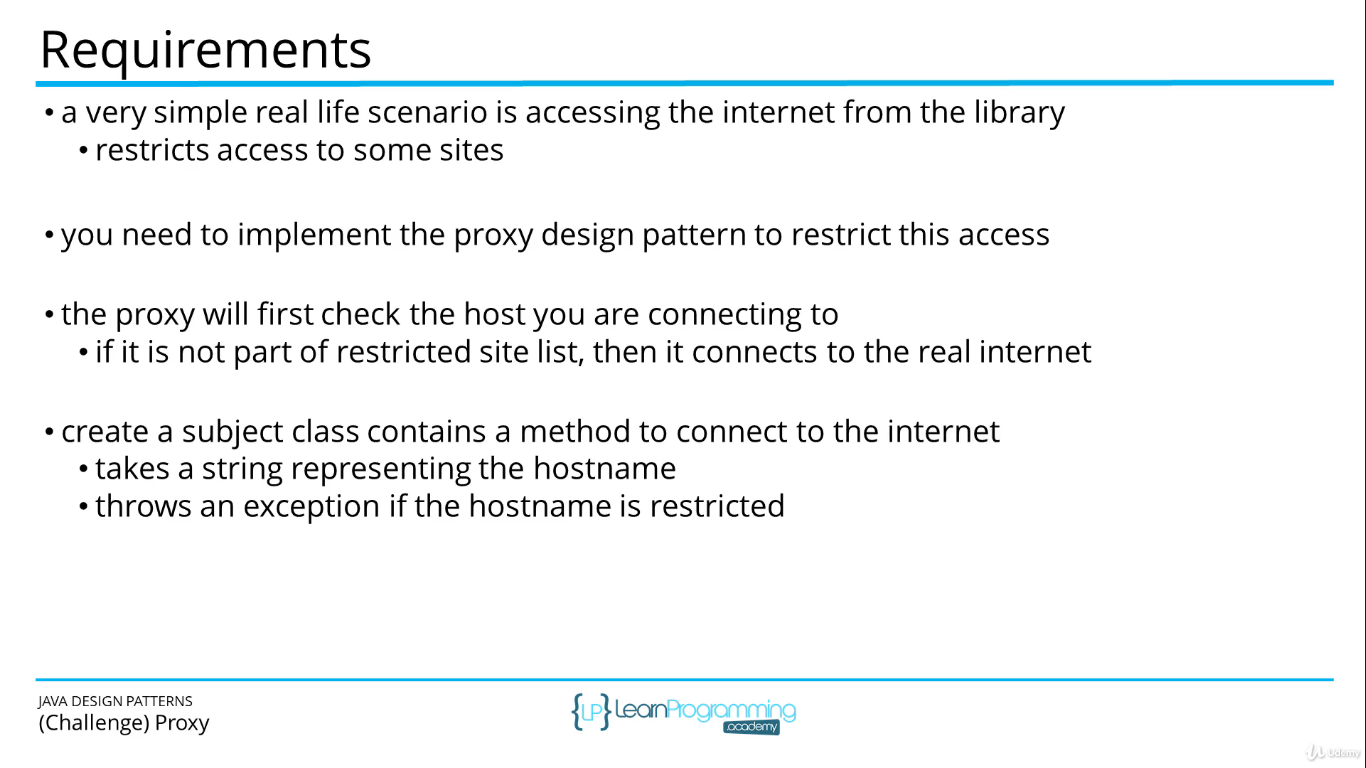 Requirements
• a very simple real life scenario is accessing the internet from the library
• restricts access to some sites
• you need to implement the proxy design pattern to restrict this access
• the proxy will first check the host you are connecting to
• if it is not part of restricted site list, then it connects to the real internet
• create a subject class contains a method to connect to the internet
• takes a string representing the hostname
• throws an exception if the hostname is restricted
JAVA DESIGN PATTERNS
(Challenge) Proxy
{LP} LearnProgramming
.academy
Udemy